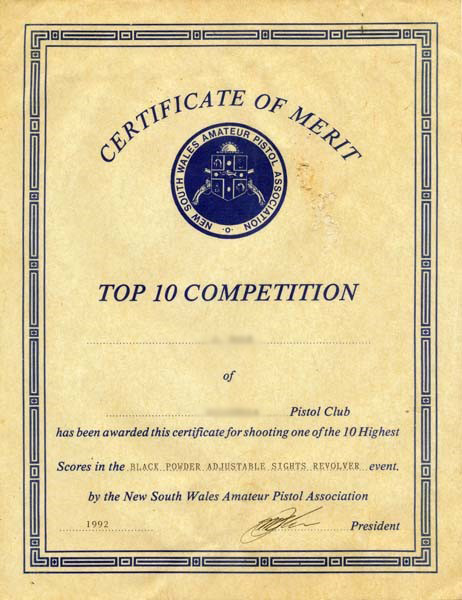 CERTIFICATE OF MERIT
NEW SOUTH WALES AMATEUR PISTOL ASSOCIATION
TOP 10 COMPETITION
of
Pistol Club
has been awarded this certificate for shooting one of the 10 Highest
Scores in the BLACK POWDER ADJUSTABLE SIGHTS REVOLVER event.
by the New South Wales Amateur Pistol Association
1992 President